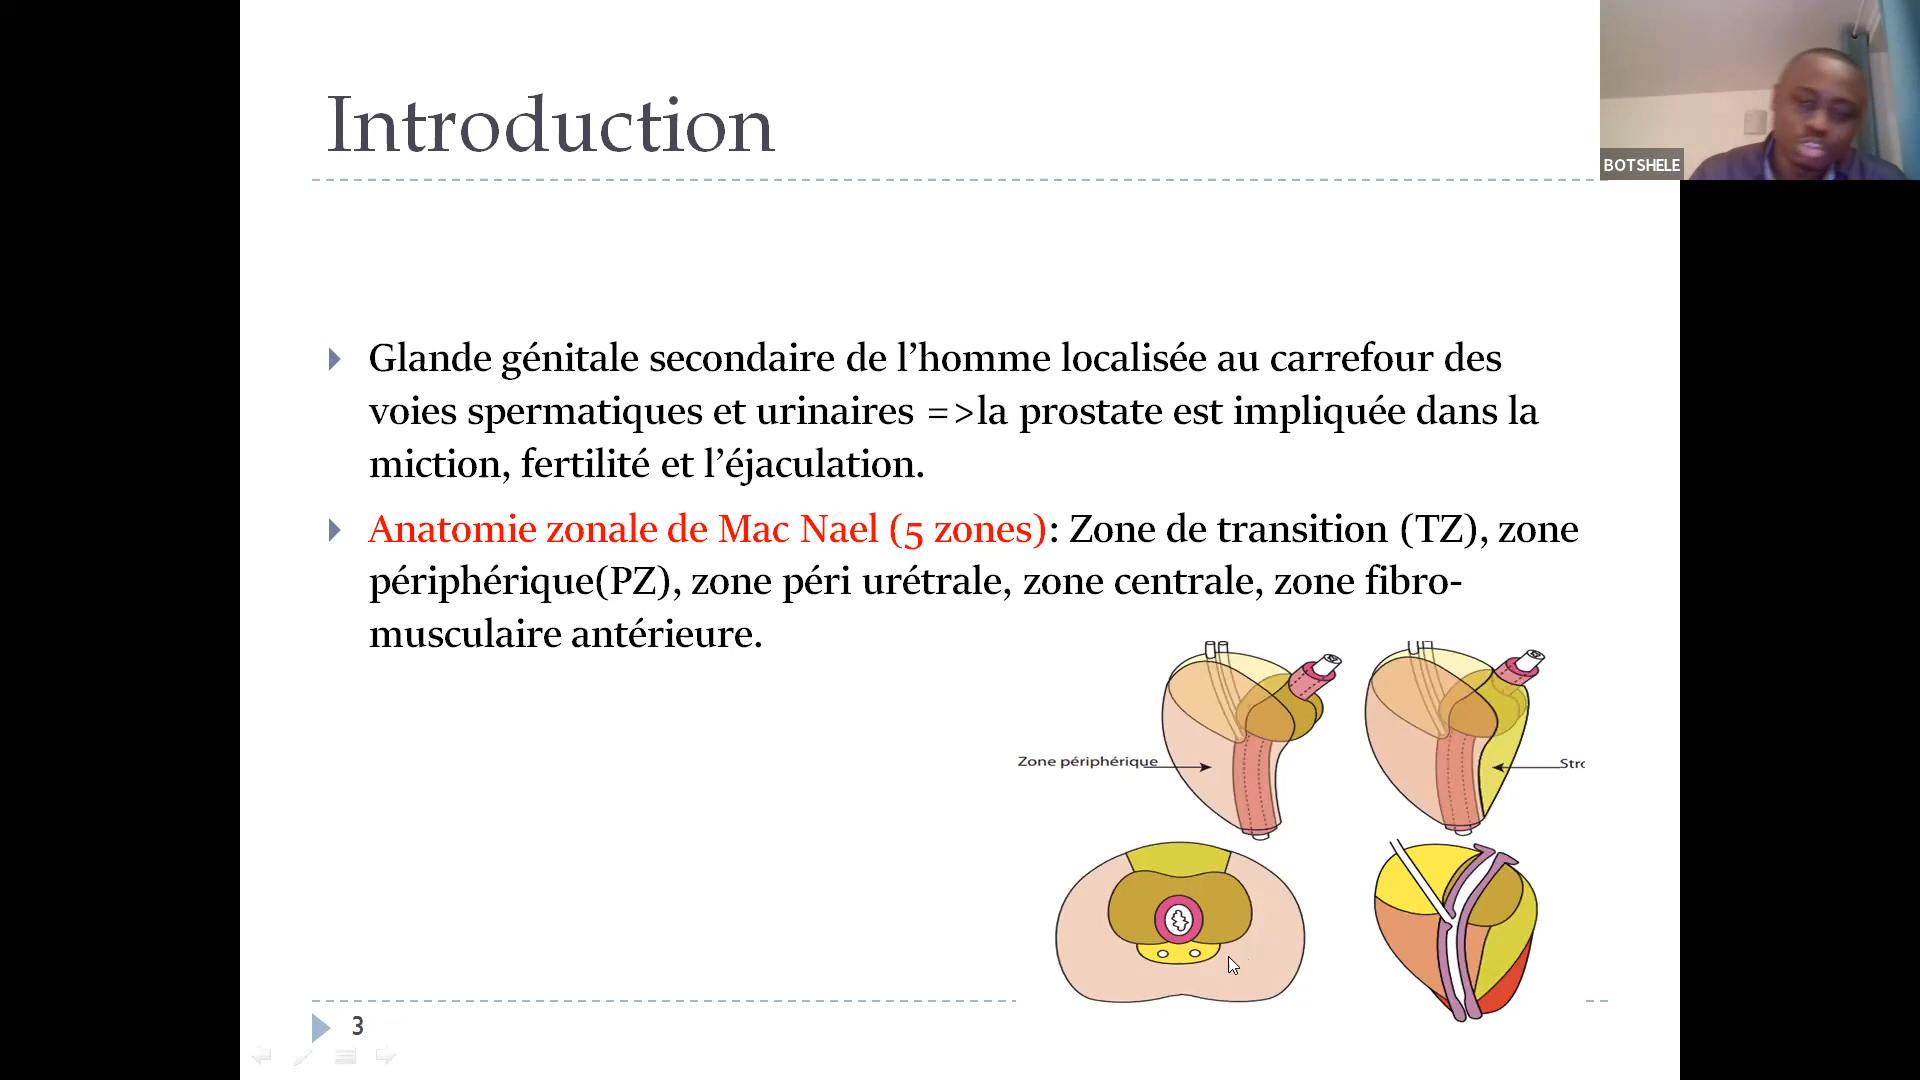 Introduction
BOTSHELE
Glande génitale secondaire de l’homme localisée au carrefour des
voies spermatiques et urinaires =>la prostate est impliquée dans la
miction, fertilité et l’éjaculation.
Anatomie zonale de Mac Nael (5 zones): Zone de transition (TZ), zone
périphérique(PZ), zone péri urétrale, zone centrale, zone fibro-
musculaire antérieure.
Zone périphérique
Stro
3